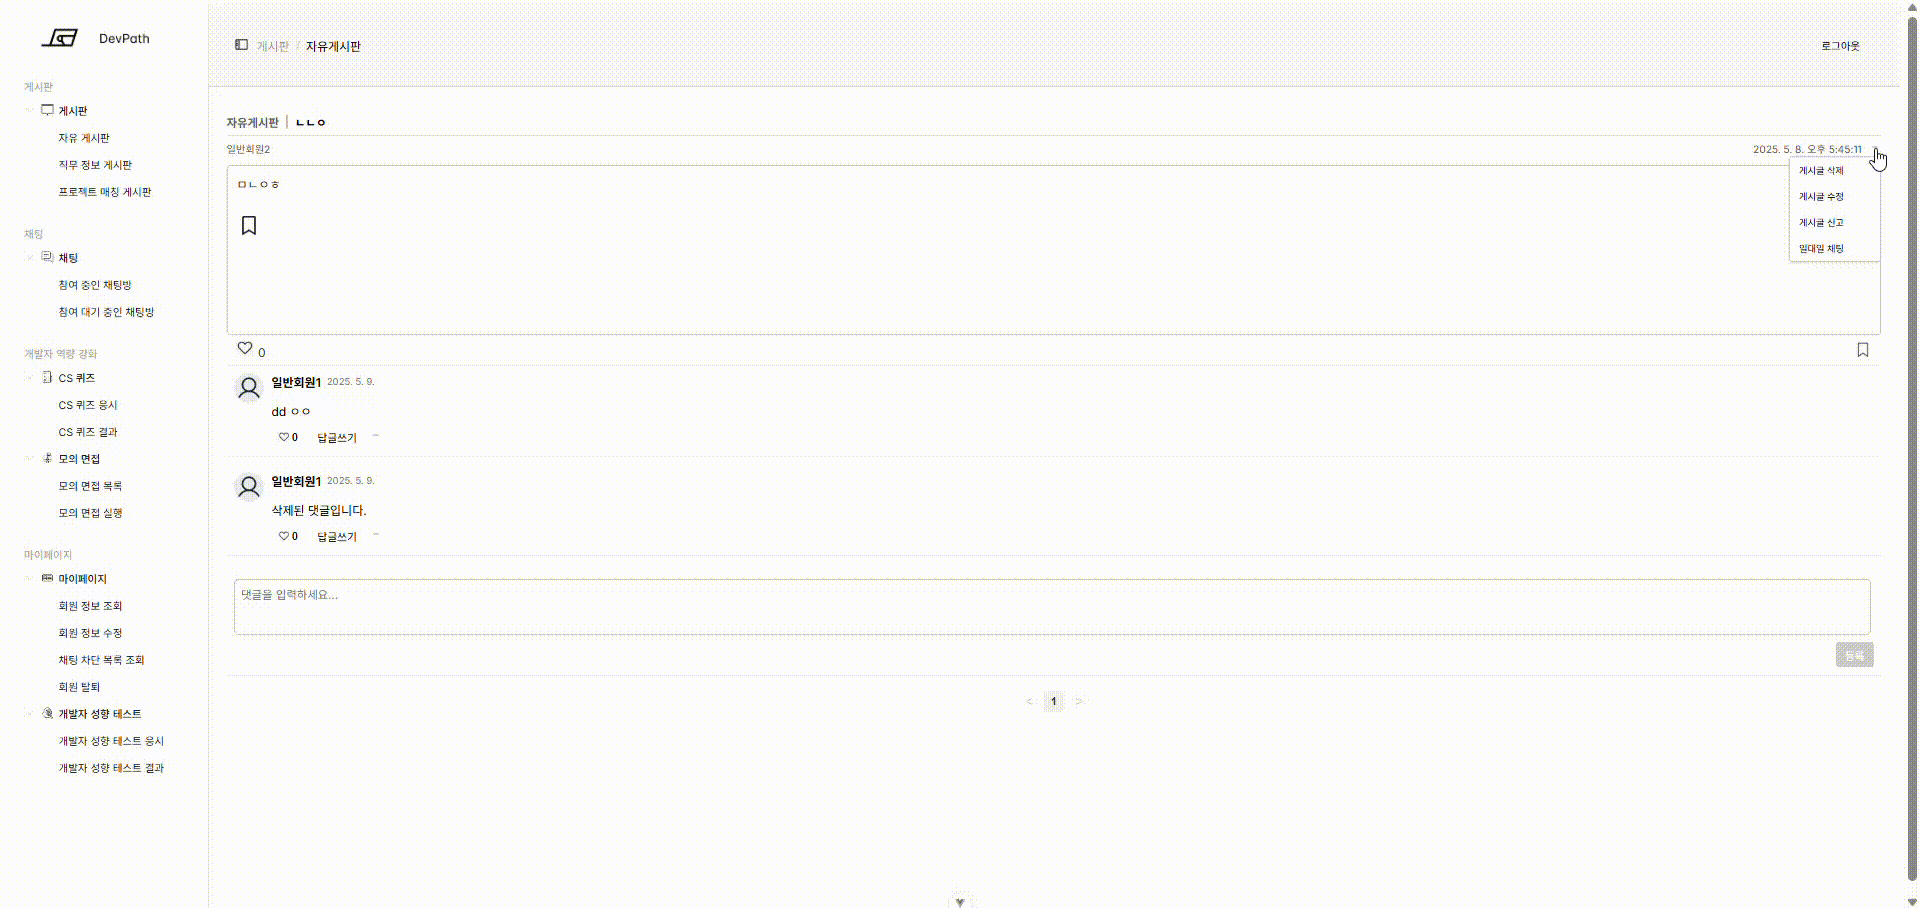 DevPath
게시판
게시판
자유 게시판
직무 정보 게시판
프로젝트 매칭 게시판
채팅
채팅
참여 중인 채팅방
참여 대기 중인 채팅방
개발자 역량 강화
CS 퀴즈
CS 퀴즈 응시
CS 퀴즈 결과
모의 면접
모의 면접 목록
모의 면접 실행
마이페이지
마이페이지
회원 정보 조회
회원 정보 수정
채팅 차단 목록 조회
회원 탈퇴
개발자 성향 테스트
개발자 성향 테스트 응시
개발자 성향 테스트 결과
게시판 / 자유게시판
로그아웃
자유게시판 | ㄴㄴㅇ
일반회원2
2025. 5. 8. 오후 5:45:11
게시글 삭제
게시글 수정
게시글 신고
일대일 채팅
ㅁㄴㅇㅎ
0
일반회원1 2025. 5. 9.
dd ㅇㅇ
0 답글쓰기
일반회원1 2025. 5. 9.
삭제된 댓글입니다.
0 답글쓰기
댓글을 입력하세요...
등록
< 1 >